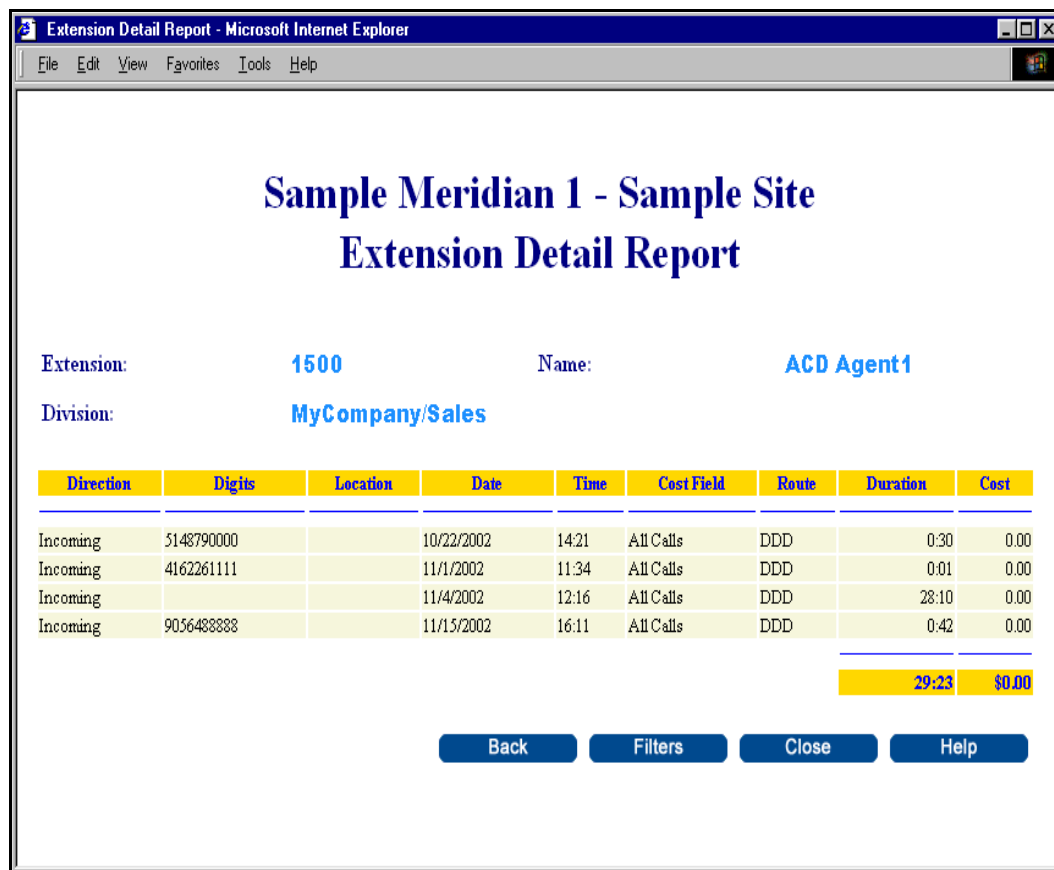 Extension Detail Report - Microsoft Internet Explorer
File Edit View Favorites Tools Help
Sample Meridian 1 - Sample Site
Extension Detail Report
Extension: 1500 Name: ACD Agent1
Division: MyCompany/Sales
Direction Digits Location Date Time Cost Field Route Duration Cost
Incoming 5148790000 10/22/2002 14:21 All Calls DDD 0:30 0.00
Incoming 4162261111 11/1/2002 11:34 All Calls DDD 0:01 0.00
Incoming 11/4/2002 12:16 All Calls DDD 28:10 0.00
Incoming 9056488888 11/15/2002 16:11 All Calls DDD 0:42 0.00
29:23 $0.00
Back Filters Close Help